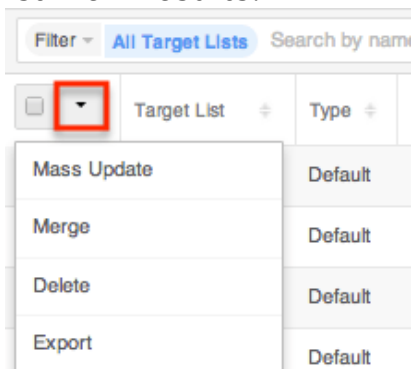 Filter All Target Lists Search by name
Target List Type
Mass Update Default
Merge Default
Delete Default
Export Default